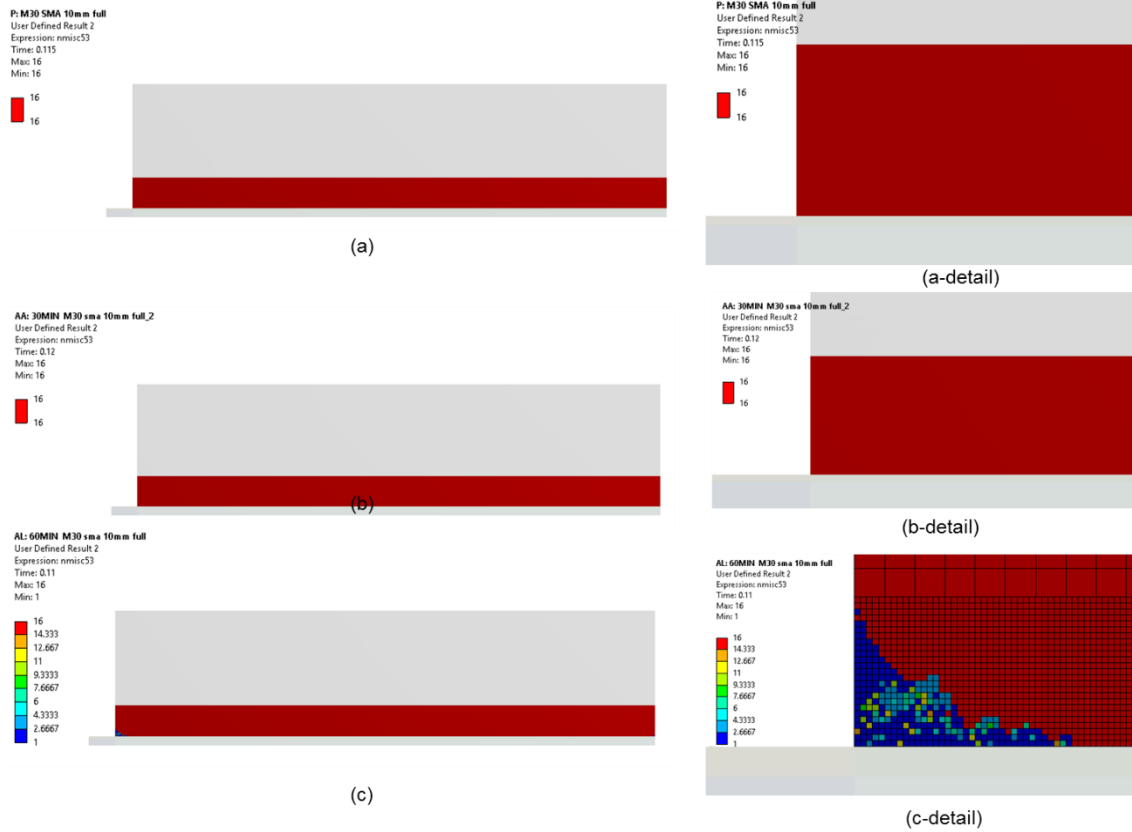 P: M30 SMA 10mm full
User Defined Result 2
Expression: nmisc53
Time: 0.115
Max: 16
Min: 16
16
16
(a)
P: M30 SMA 10mm full
User Defined Result 2
Expression: nmisc53
Time: 0.115
Max: 16
Min: 16
16
16
(a-detail)
AA: 30MIN M30 sma 10mm full_2
User Defined Result 2
Expression: nmisc53
Time: 0.12
Max: 16
Min: 16
16
16
(b)
AA: 30MIN M30 sma 10mm full_2
User Defined Result 2
Expression: nmisc53
Time: 0.12
Max: 16
Min: 16
16
16
(b-detail)
AL: 60MIN M30 sma 10mm full
User Defined Result 2
Expression: nmisc53
Time: 0.11
Max: 16
Min: 1
16
14.333
12.667
11
9.3333
7.6667
6
4.3333
2.6667
1
(c)
AL: 60MIN M30 sma 10mm full
User Defined Result 2
Expression: nmisc53
Time: 0.11
Max: 16
Min: 1
16
14.333
12.667
11
9.3333
7.6667
6
4.3333
2.6667
1
(c-detail)